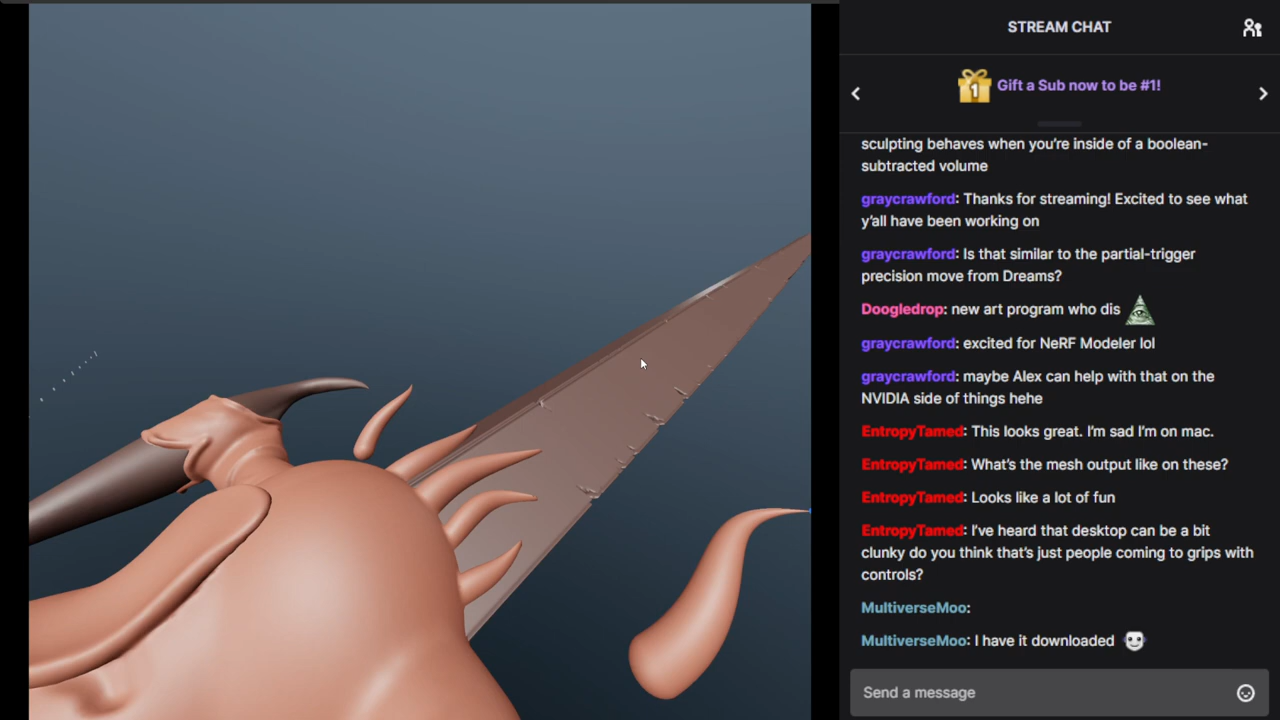 STREAM CHAT
1
Gift a Sub now to be #1!
sculpting behaves when you're inside of a boolean-
subtracted volume
graycrawford: Thanks for streaming! Excited to see what
y'all have been working on
graycrawford: Is that similar to the partial-trigger
precision move from Dreams?
Doogledrop: new art program who dis
graycrawford: excited for NeRF Modeler lol
graycrawford: maybe Alex can help with that on the
NVIDIA side of things hehe
EntropyTamed: This looks great. I'm sad I'm on mac.
EntropyTamed: What's the mesh output like on these?
EntropyTamed: Looks like a lot of fun
EntropyTamed: I've heard that desktop can be a bit
clunky do you think that's just people coming to grips with
controls?
MultiverseMoo:
MultiverseMoo: I have it downloaded
Send a message